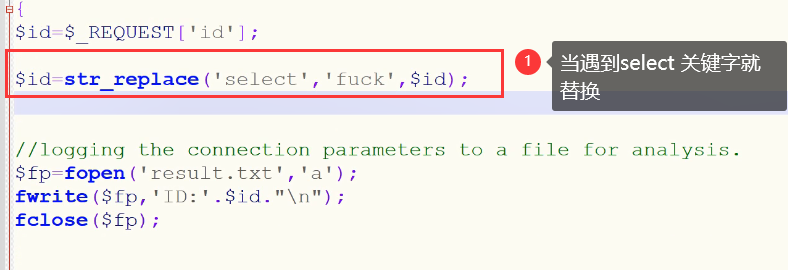 {
$id=$_REQUEST['id'];
$id=str_replace('select','fuck',$id);
1
当遇到select 关键字就
替换
//logging the connection parameters to a file for analysis.
$fp=fopen('result.txt','a');
fwrite($fp,'ID:'.$id."\n");
fclose($fp);